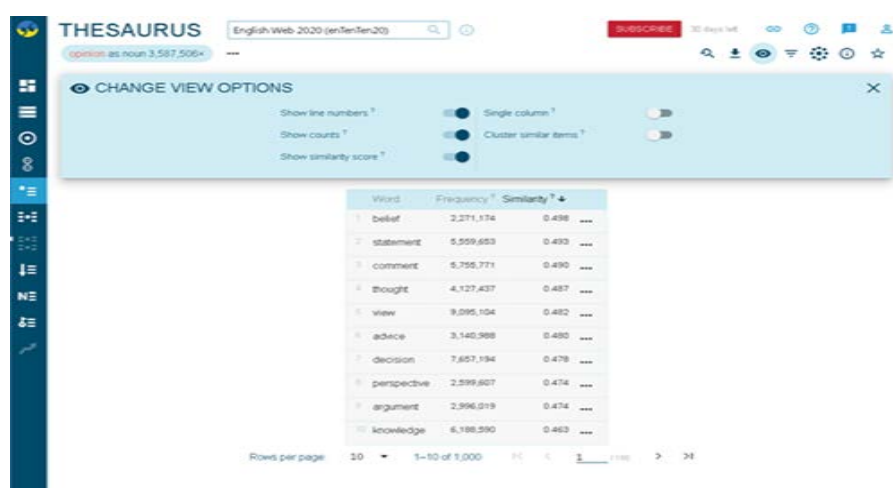 THESAURUS
English Web 2020 (enTenTen20)
SUBSCRIBE
30 days left
opinion as noun 3,587,506×
CHANGE VIEW OPTIONS
Show line numbers ?
Single column ?
Show counts ?
Cluster similar items ?
Show similarity score ?
Word Frequency ? Similarity ?
1 belief 2,271,174 0.498
2 statement 5,559,653 0.493
3 comment 5,755,771 0.490
4 thought 4,127,437 0.487
5 view 9,095,104 0.482
6 advice 3,140,988 0.480
7 decision 7,657,194 0.478
8 perspective 2,599,607 0.474
9 argument 2,996,019 0.474
10 knowledge 6,188,590 0.463
Rows per page: 10 1–10 of 1,000 1